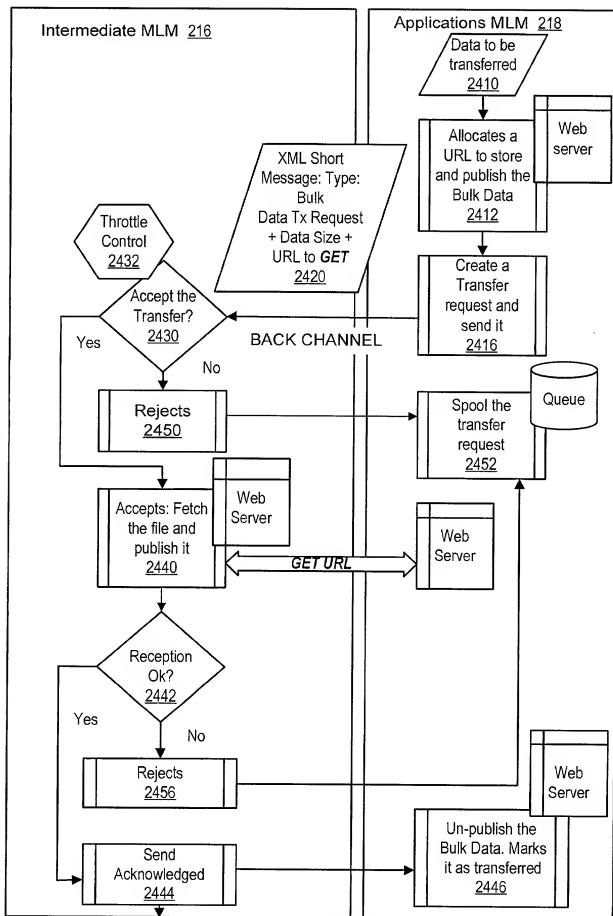 Intermediate MLM 216
Applications MLM 218
Data to be
transferred
2410
Allocates a
URL to store
and publish the
Bulk Data
2412
Web
server
XML Short
Message: Type:
Bulk
Data Tx Request
+ Data Size +
URL to GET
2420
Throttle
Control
2432
Create a
Transfer
request and
send it
2416
Accept the
Transfer?
2430
BACK CHANNEL
Yes
No
Rejects
2450
Spool the
transfer
request
2452
Queue
Accepts: Fetch
the file and
publish it
2440
Web
Server
GET URL
Web
Server
Reception
Ok?
2442
Yes
No
Rejects
2456
Web
Server
Send
Acknowledged
2444
Un-publish the
Bulk Data. Marks
it as transferred
2446